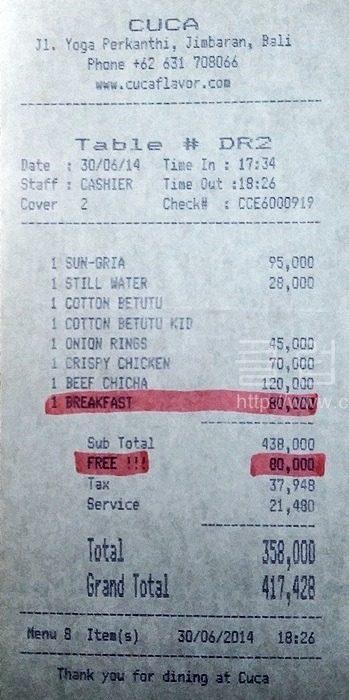 CUCA
Jl. Yoga Perkanthi, Jimbaran, Bali
Phone +62 631 708066
www.cucaflavor.com
Table # DR2
Date : 30/06/14 Time In : 17:34
Staff : CASHIER Time Out :18:26
Cover 2 Check# : CCE6000919
1 SUN-GRIA 95,000
1 STILL WATER 28,000
1 COTTON BETUTU
1 COTTON BETUTU KID
1 ONION RINGS 45,000
1 CRISPY CHICKEN 70,000
1 BEEF CHICHA 120,000
1 BREAKFAST 80,000
Sub Total 438,000
FREE !!! 80,000
Tax 37,948
Service 21,480
Total 358,000
Grand Total 417,428
Menu 8 Item(s) 30/06/2014 18:26
Thank you for dining at Cuca